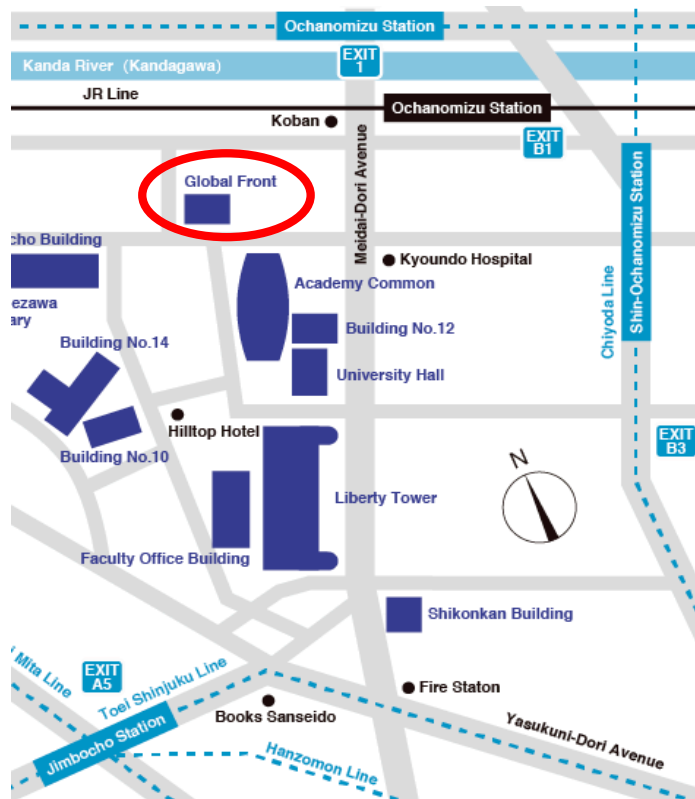 Ochanomizu Station
Kanda River (Kandagawa)
EXIT
1
JR Line
Ochanomizu Station
Koban
EXIT
B1
Global Front
Meidai-Dori Avenue
Shin-Ochanomizu Station
Chiyoda Line
cho Building
Kyoundo Hospital
Academy Common
ezawa
ary
Building No.12
Building No.14
University Hall
Hilltop Hotel
EXIT
B3
Building No.10
N
Liberty Tower
Faculty Office Building
Shikonkan Building
Mita Line
EXIT
A5
Toei Shinjuku Line
Fire Staton
Books Sanseido
Yasukuni-Dori Avenue
Jimbocho Station
Hanzomon Line